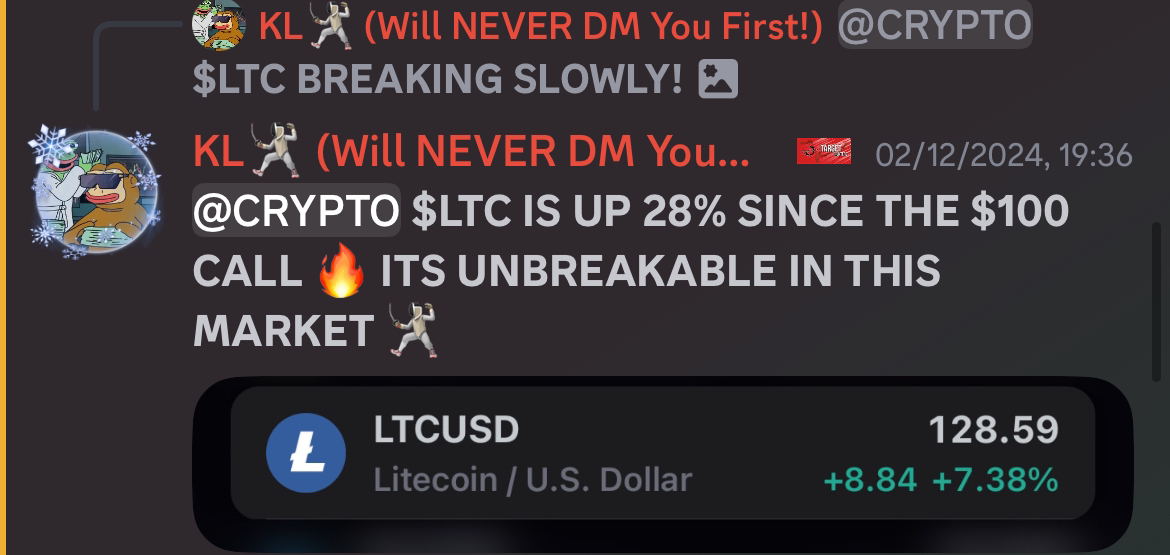 KL🤺 (Will NEVER DM You First!) @CRYPTO
$LTC BREAKING SLOWLY!
KL🤺 (Will NEVER DM You... 02/12/2024, 19:36
@CRYPTO $LTC IS UP 28% SINCE THE $100
CALL 🔥 ITS UNBREAKABLE IN THIS
MARKET 🤺
LTCUSD 128.59
Litecoin / U.S. Dollar +8.84 +7.38%